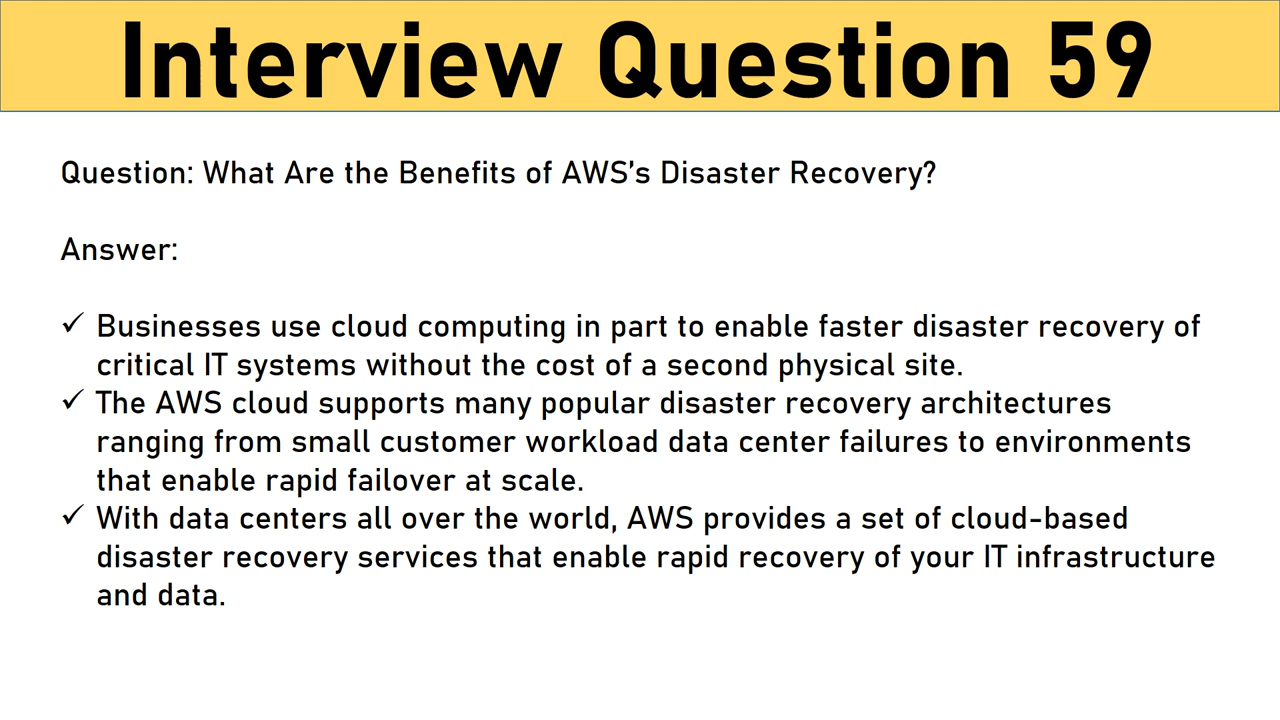 Interview Question 59
Question: What Are the Benefits of AWS’s Disaster Recovery?
Answer:
✓ Businesses use cloud computing in part to enable faster disaster recovery of
critical IT systems without the cost of a second physical site.
✓ The AWS cloud supports many popular disaster recovery architectures
ranging from small customer workload data center failures to environments
that enable rapid failover at scale.
✓ With data centers all over the world, AWS provides a set of cloud-based
disaster recovery services that enable rapid recovery of your IT infrastructure
and data.